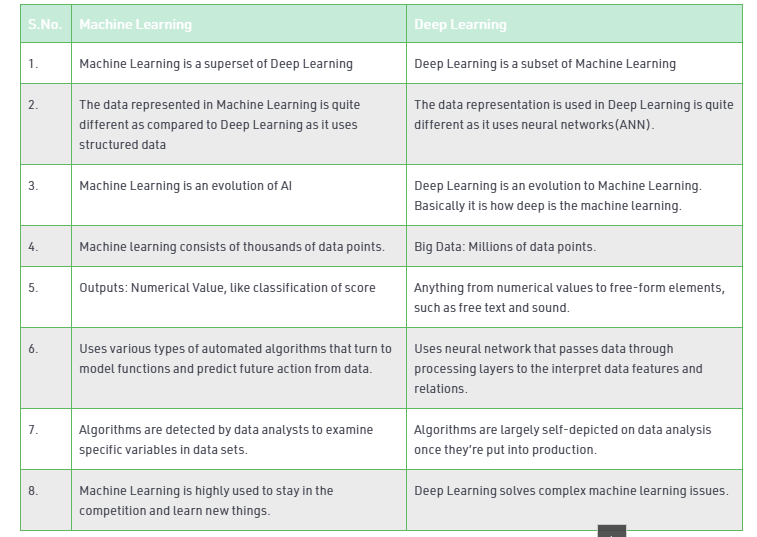 S.No. Machine Learning Deep Learning
1. Machine Learning is a superset of Deep Learning Deep Learning is a subset of Machine Learning
2. The data represented in Machine Learning is quite The data representation is used in Deep Learning is quite
different as compared to Deep Learning as it uses different as it uses neural networks(ANN).
structured data
3. Machine Learning is an evolution of AI Deep Learning is an evolution to Machine Learning.
Basically it is how deep is the machine learning.
4. Machine learning consists of thousands of data points. Big Data: Millions of data points.
5. Outputs: Numerical Value, like classification of score Anything from numerical values to free-form elements,
such as free text and sound.
6. Uses various types of automated algorithms that turn to Uses neural network that passes data through
model functions and predict future action from data. processing layers to the interpret data features and
relations.
7. Algorithms are detected by data analysts to examine Algorithms are largely self-depicted on data analysis
specific variables in data sets. once they're put into production.
8. Machine Learning is highly used to stay in the Deep Learning solves complex machine learning issues.
competition and learn new things.